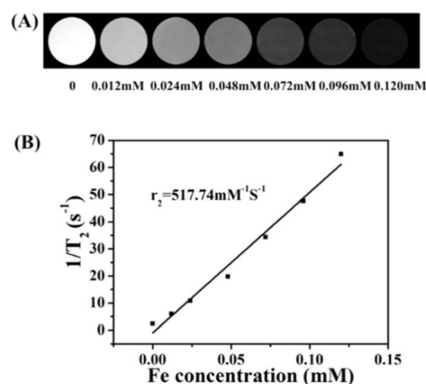 (A)
0 0.012mM 0.024mM 0.048mM 0.072mM 0.096mM 0.120mM
(B)
70
60
50
40
30
20
10
0
1/T₂ (s⁻¹)
r₂=517.74mM⁻¹S⁻¹
0.00 0.05 0.10 0.15
Fe concentration (mM)